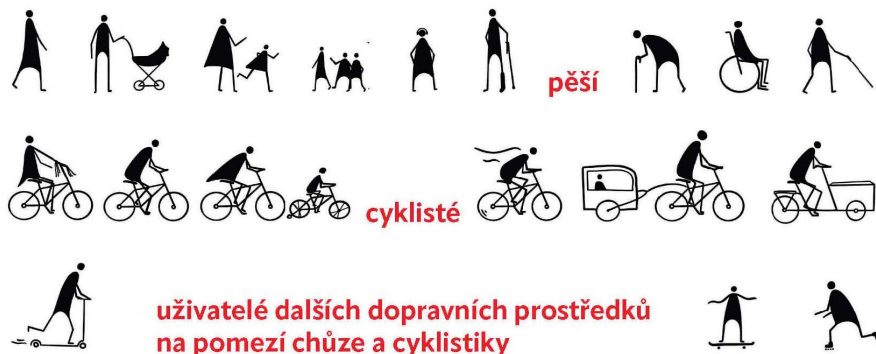 pěší
cyklisté
uživatelé dalších dopravních prostředků
na pomezí chůze a cyklistiky